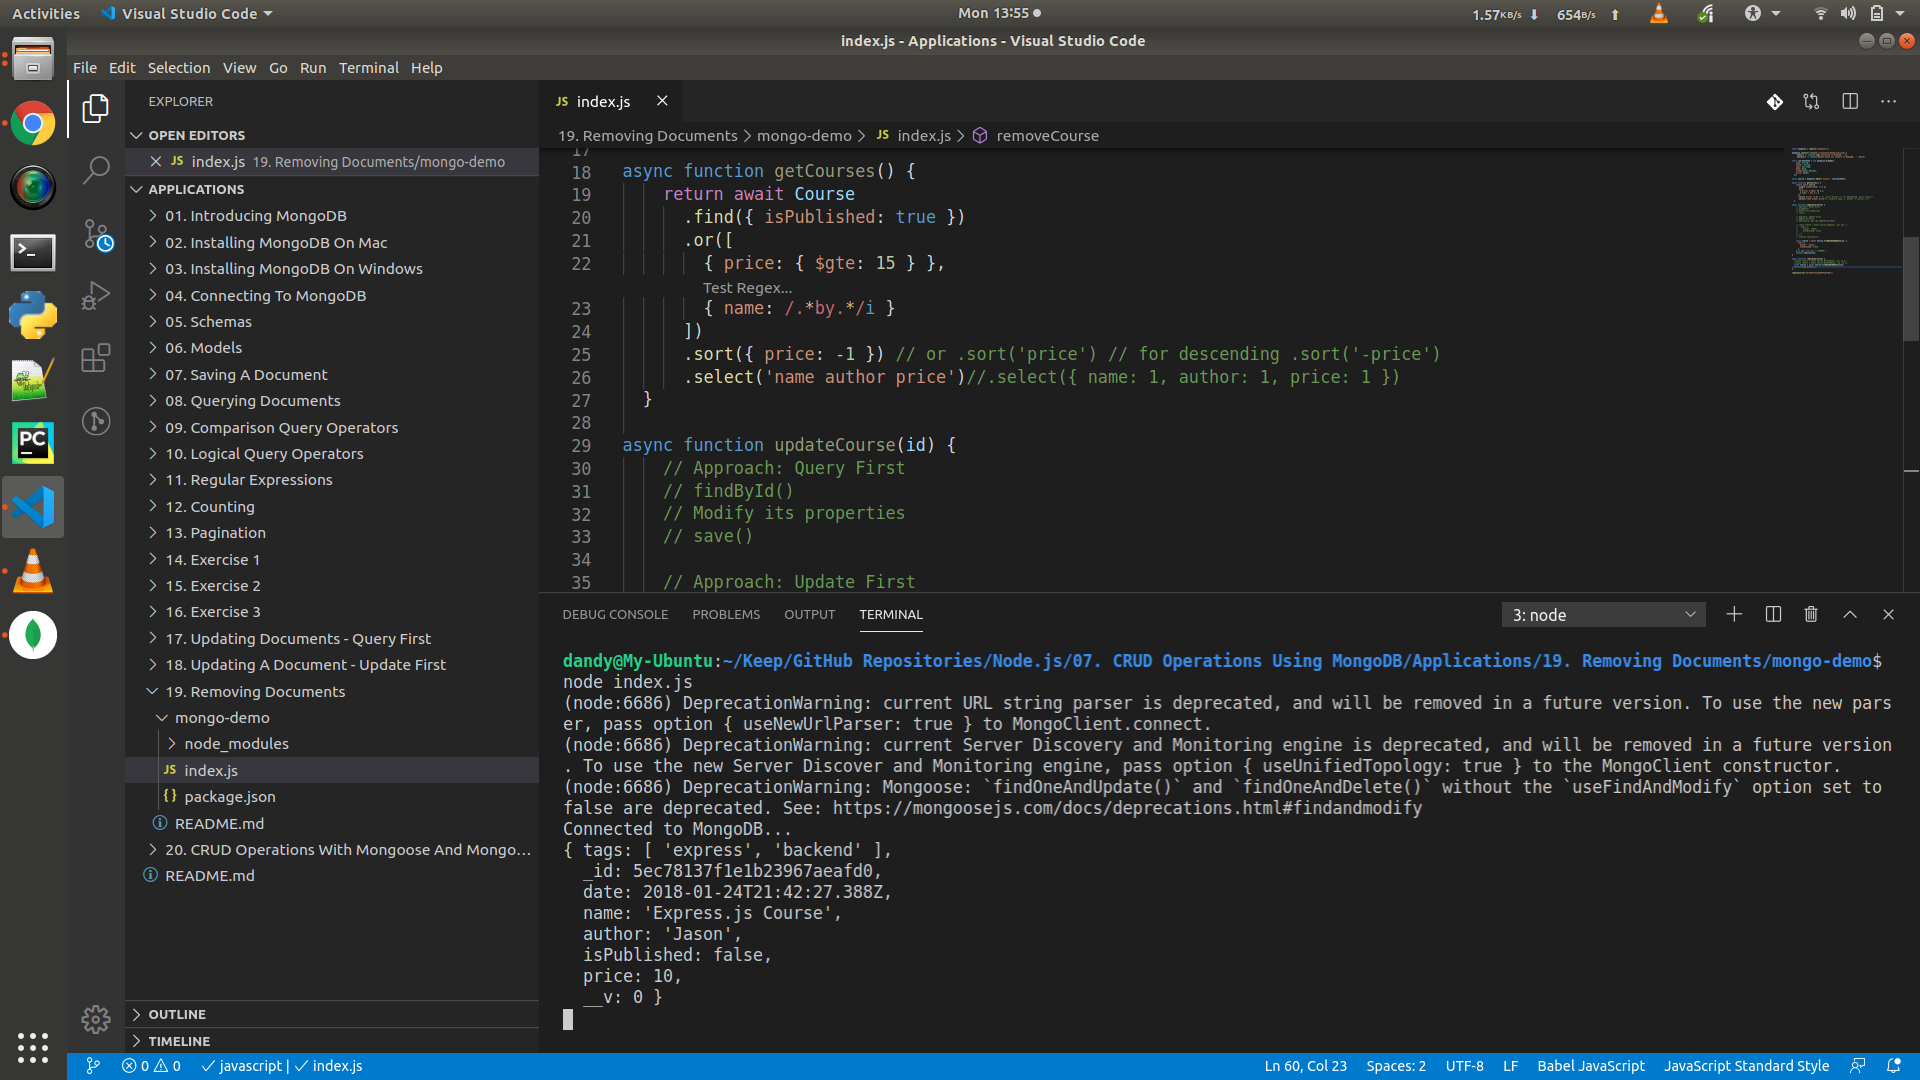 Activities Visual Studio Code Mon 13:55 1.57KB/s 654B/s
index.js - Applications - Visual Studio Code
File Edit Selection View Go Run Terminal Help
EXPLORER
OPEN EDITORS
JS index.js 19. Removing Documents/mongo-demo
APPLICATIONS
01. Introducing MongoDB
02. Installing MongoDB On Mac
03. Installing MongoDB On Windows
04. Connecting To MongoDB
05. Schemas
06. Models
07. Saving A Document
08. Querying Documents
09. Comparison Query Operators
10. Logical Query Operators
11. Regular Expressions
12. Counting
13. Pagination
14. Exercise 1
15. Exercise 2
16. Exercise 3
17. Updating Documents - Query First
18. Updating A Document - Update First
19. Removing Documents
mongo-demo
node_modules
JS index.js
{} package.json
README.md
20. CRUD Operations With Mongoose And Mongo...
README.md
OUTLINE
TIMELINE
PC
JS index.js
19. Removing Documents > mongo-demo > JS index.js > removeCourse
17
18 async function getCourses() {
19 return await Course
20 .find({ isPublished: true })
21 .or([
22 { price: { $gte: 15 } },
Test Regex...
23 { name: /.*by.*/i }
24 ])
25 .sort({ price: -1 }) // or .sort('price') // for descending .sort('-price')
26 .select('name author price')//.select({ name: 1, author: 1, price: 1 })
27 }
28
29 async function updateCourse(id) {
30 // Approach: Query First
31 // findById()
32 // Modify its properties
33 // save()
34
35 // Approach: Update First
DEBUG CONSOLE PROBLEMS OUTPUT TERMINAL 3: node
dandy@My-Ubuntu:~/Keep/GitHub Repositories/Node.js/07. CRUD Operations Using MongoDB/Applications/19. Removing Documents/mongo-demo$
node index.js
(node:6686) DeprecationWarning: current URL string parser is deprecated, and will be removed in a future version. To use the new pars
er, pass option { useNewUrlParser: true } to MongoClient.connect.
(node:6686) DeprecationWarning: current Server Discovery and Monitoring engine is deprecated, and will be removed in a future version
. To use the new Server Discover and Monitoring engine, pass option { useUnifiedTopology: true } to the MongoClient constructor.
(node:6686) DeprecationWarning: Mongoose: `findOneAndUpdate()` and `findOneAndDelete()` without the `useFindAndModify` option set to
false are deprecated. See: https://mongoosejs.com/docs/deprecations.html#findandmodify
Connected to MongoDB...
{ tags: [ 'express', 'backend' ],
_id: 5ec78137f1e1b23967aeafd0,
date: 2018-01-24T21:42:27.388Z,
name: 'Express.js Course',
author: 'Jason',
isPublished: false,
price: 10,
__v: 0 }
0 0 javascript | index.js Ln 60, Col 23 Spaces: 2 UTF-8 LF Babel JavaScript JavaScript Standard Style